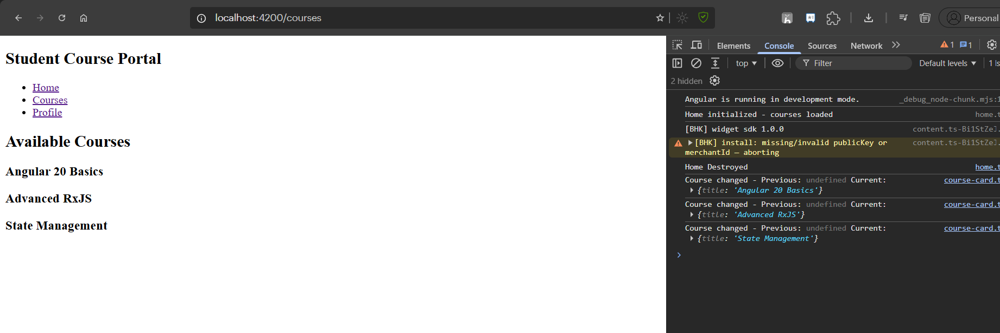 localhost:4200/courses
Personal
Student Course Portal
Home
Courses
Profile
Available Courses
Angular 20 Basics
Advanced RxJS
State Management
Elements Console Sources Network 1 1
top Filter Default levels 1 Is
2 hidden
Angular is running in development mode. _debug_node-chunk.mjs:1
Home initialized - courses loaded home.t
[BHK] widget sdk 1.0.0 content.ts-Bi1StZeJ.
[BHK] install: missing/invalid publicKey or content.ts-Bi1StZeJ.
merchantId — aborting
Home Destroyed home.t
Course changed - Previous: undefined Current: course-card.t
{title: 'Angular 20 Basics'}
Course changed - Previous: undefined Current: course-card.t
{title: 'Advanced RxJS'}
Course changed - Previous: undefined Current: course-card.t
{title: 'State Management'}